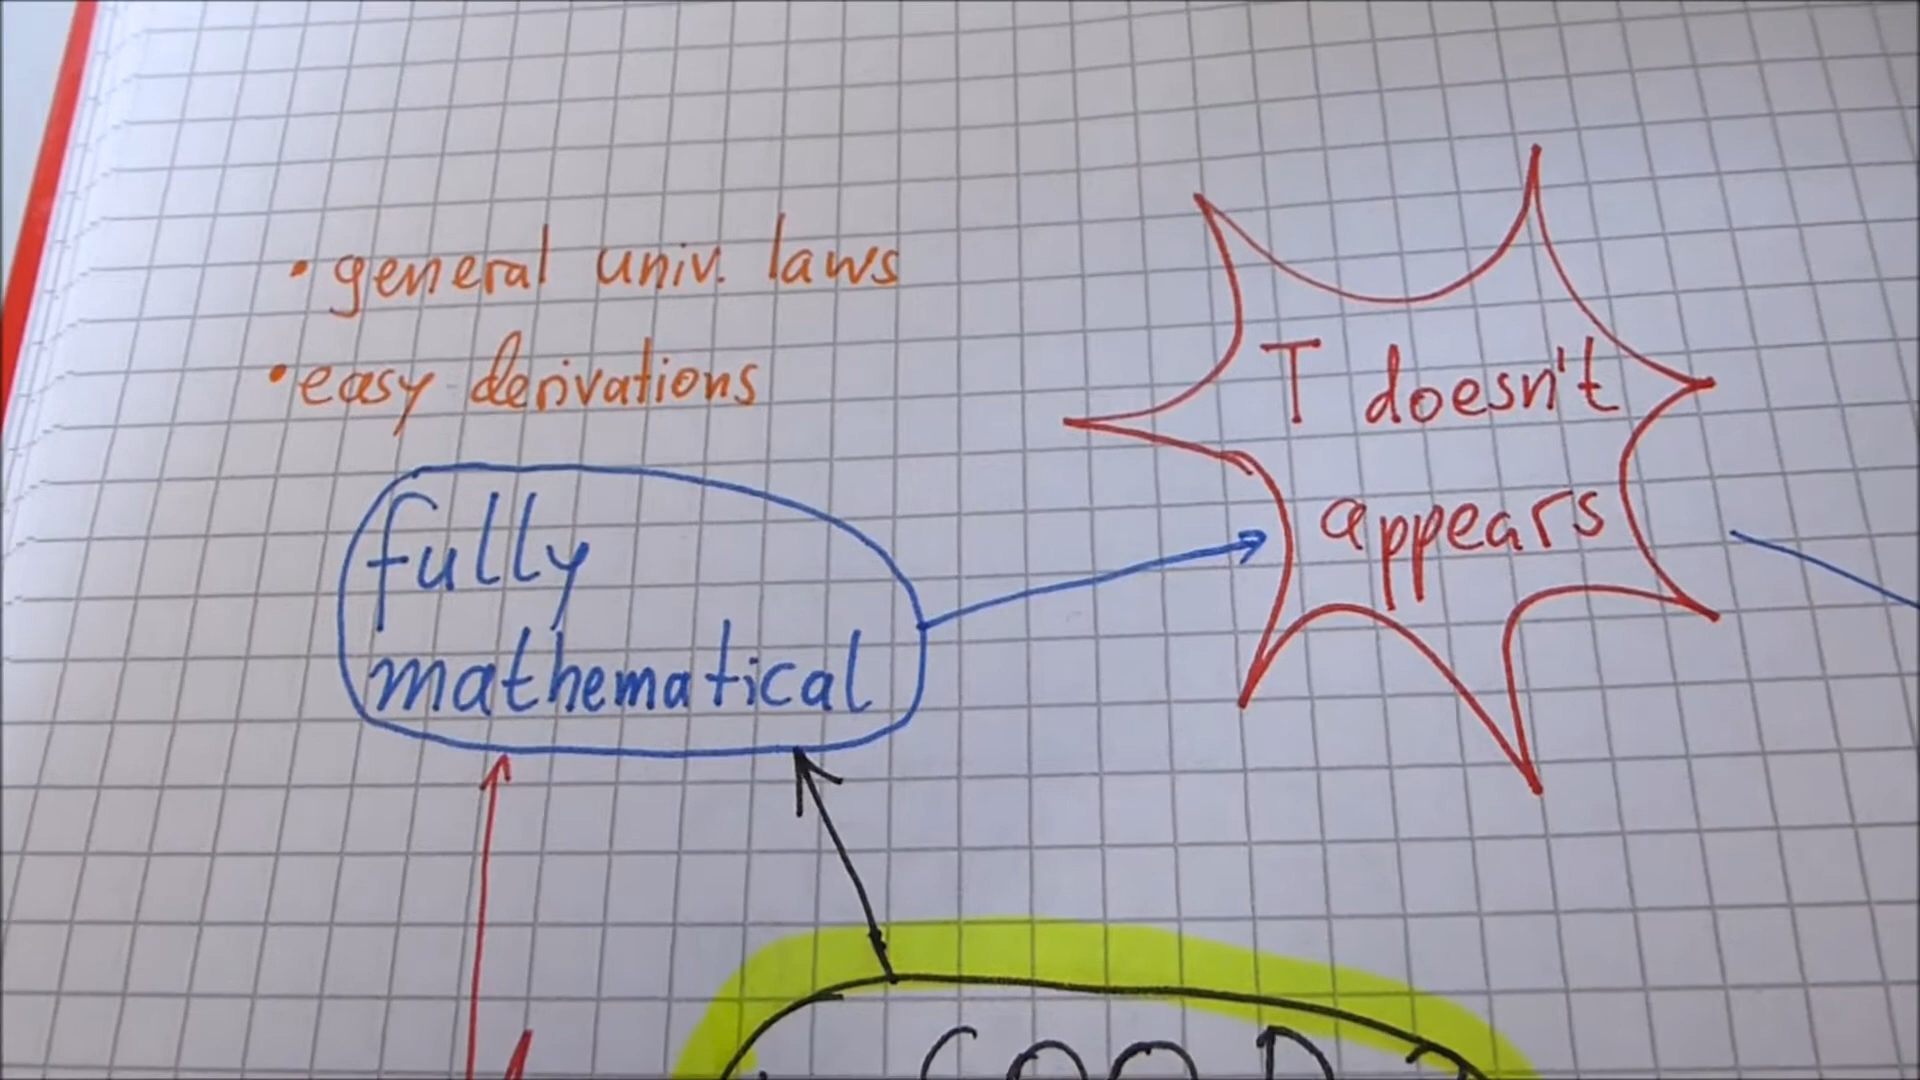 • general univ. laws
• easy derivations
fully
mathematical
T doesn't
appears